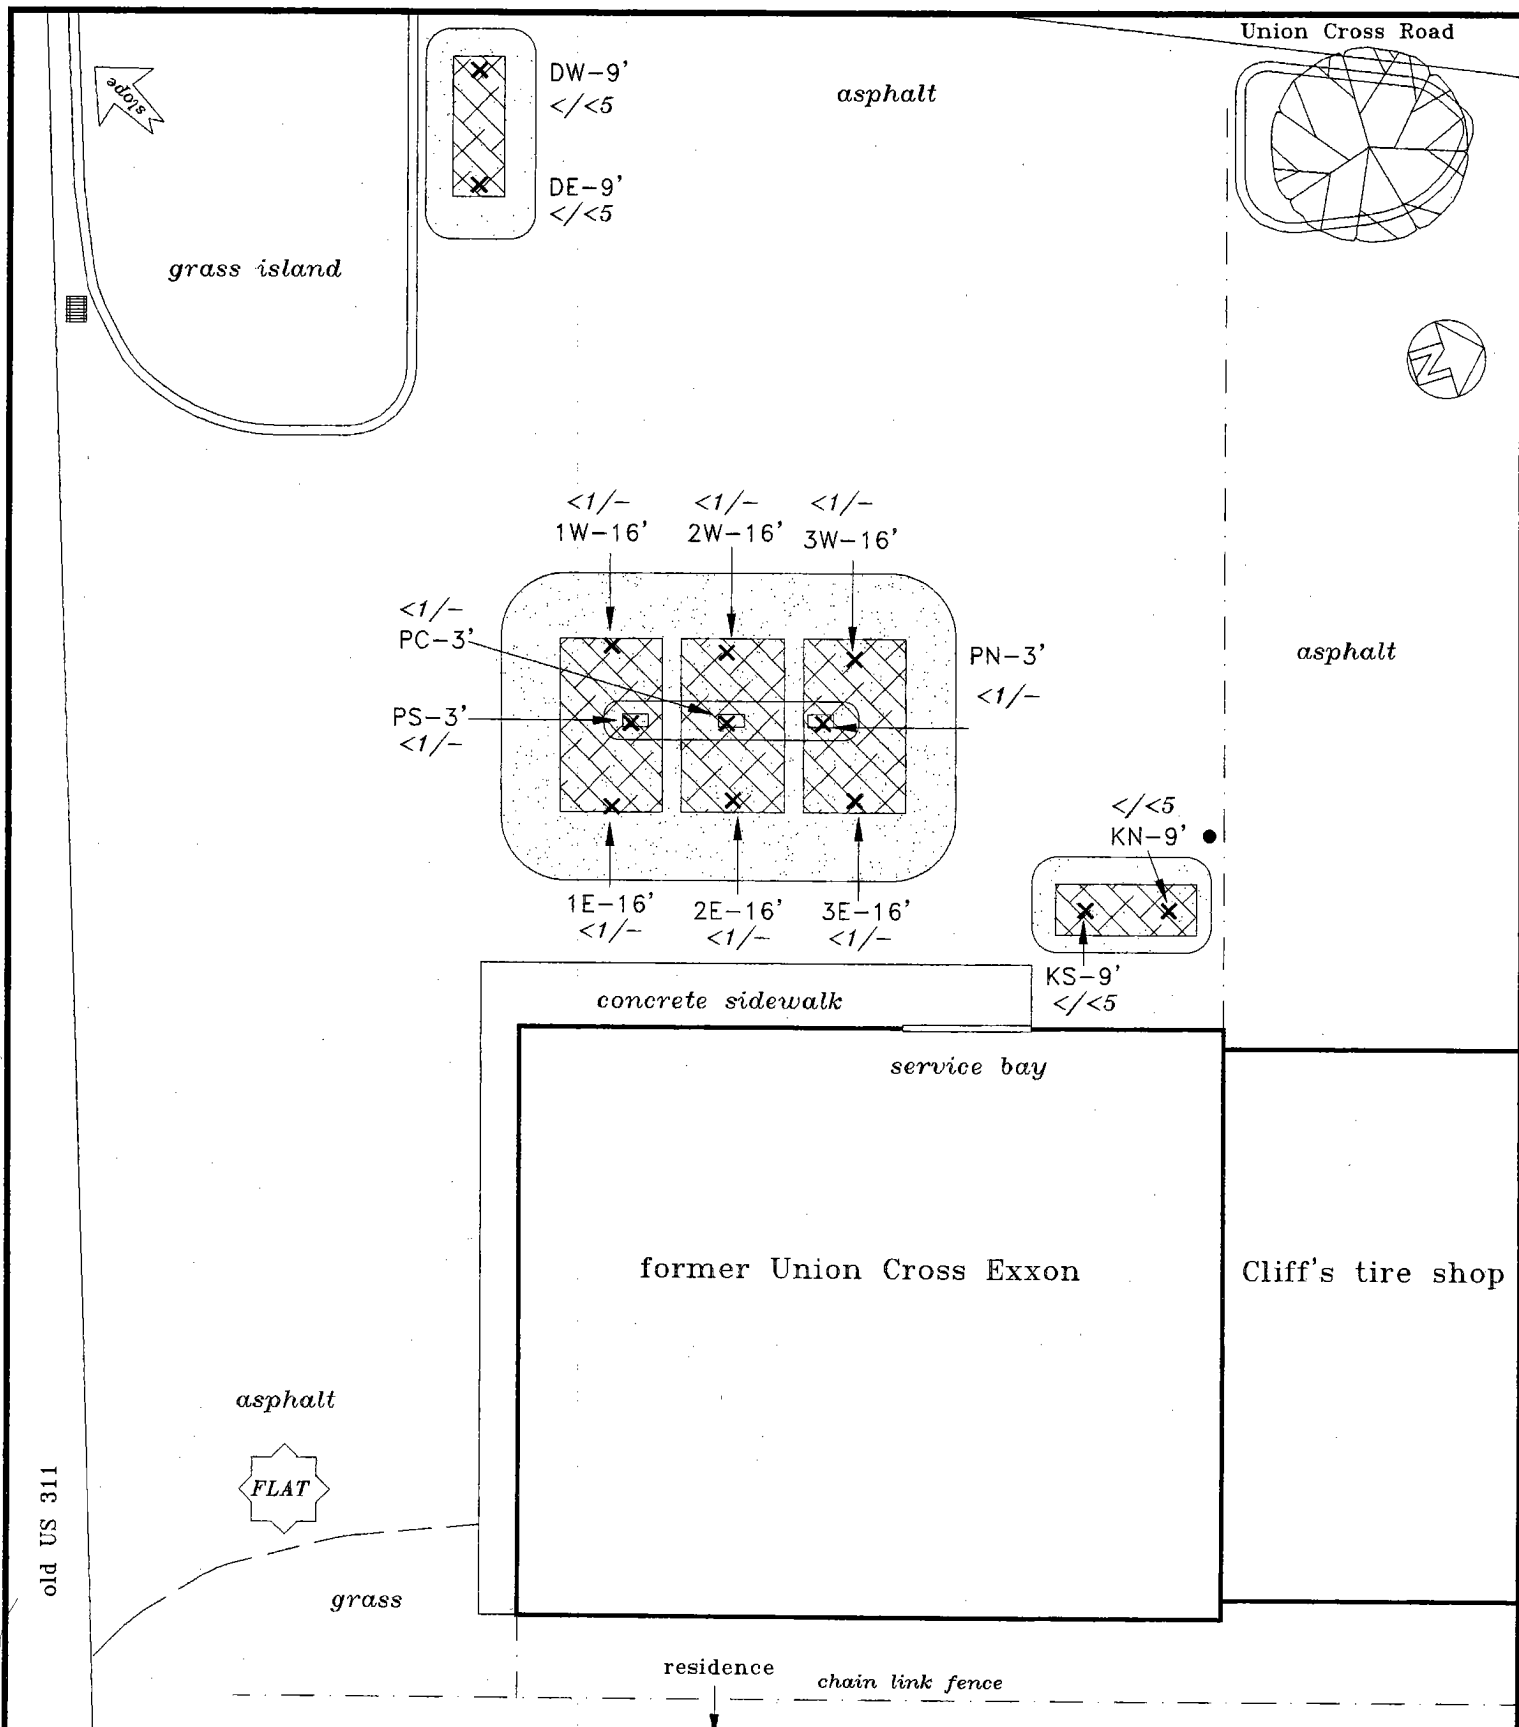 Union Cross Road
slope
DW-9'
</<5
asphalt
DE-9'
</<5
grass island
N
<1/-
1W-16'
<1/-
2W-16'
<1/-
3W-16'
<1/-
PC-3'
PN-3'
<1/-
asphalt
PS-3'
<1/-
</<5
KN-9'
1E-16'
<1/-
2E-16'
<1/-
3E-16'
<1/-
KS-9'
</<5
concrete sidewalk
service bay
former Union Cross Exxon
Cliff's tire shop
asphalt
FLAT
old US 311
grass
residence
chain link fence